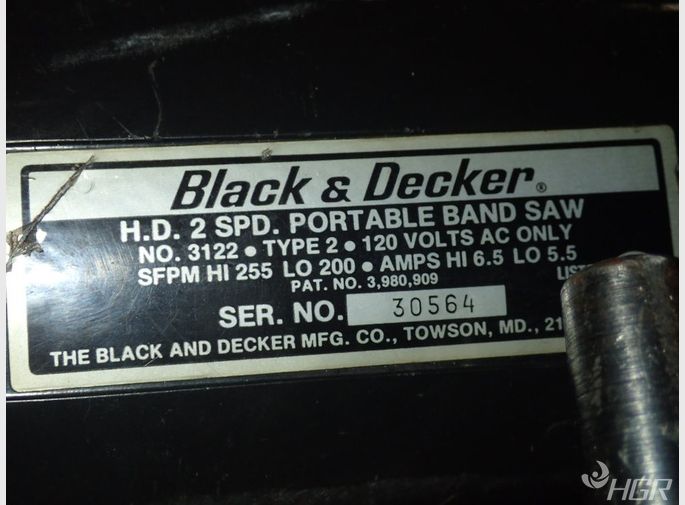 Black & Decker®
H.D. 2 SPD. PORTABLE BAND SAW
NO. 3122 • TYPE 2 • 120 VOLTS AC ONLY
SFPM HI 255 LO 200 • AMPS HI 6.5 LO 5.5
PAT. NO. 3,980,909
SER. NO. 30564
THE BLACK AND DECKER MFG. CO., TOWSON, MD.,
HGR